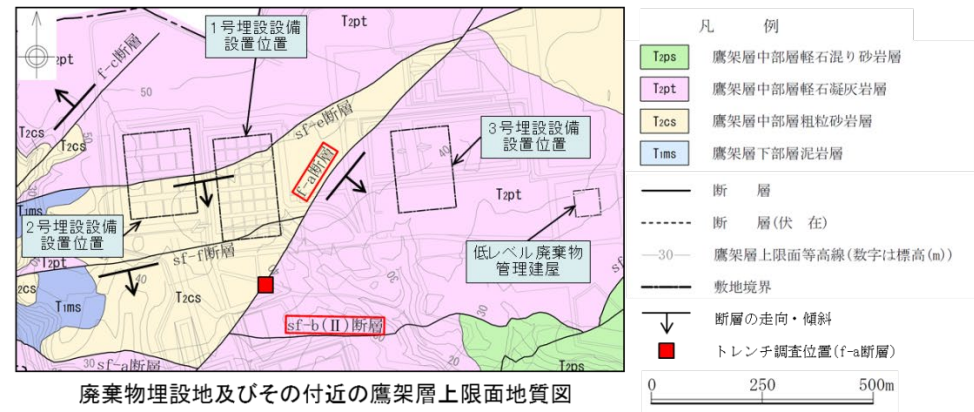 1号埋設設備
設置位置
T₂pt
f-c断層
ept
50
T₂cs
50
T₂cs
sf-e断層
f-a断層
3号埋設設備
設置位置
40
T₂pt
T₁ms
2号埋設設備
設置位置
sf-f断層
低レベル廃棄物
管理建屋
T₂pt
2cs
40
T₂cs
T₁ms
sf-b(Ⅱ)断層
30
20
30
sf-a断層
20
T₂ps
廃棄物埋設地及びその付近の鷹架層上限面地質図
凡 例
T₂ps 鷹架層中部層軽石混り砂岩層
T₂pt 鷹架層中部層軽石凝灰岩層
T₂cs 鷹架層中部層粗粒砂岩層
T₁ms 鷹架層下部層泥岩層
断 層
断 層(伏 在)
30 鷹架層上限面等高線(数字は標高(m))
敷地境界
断層の走向・傾斜
トレンチ調査位置(f-a断層)
0 250 500m